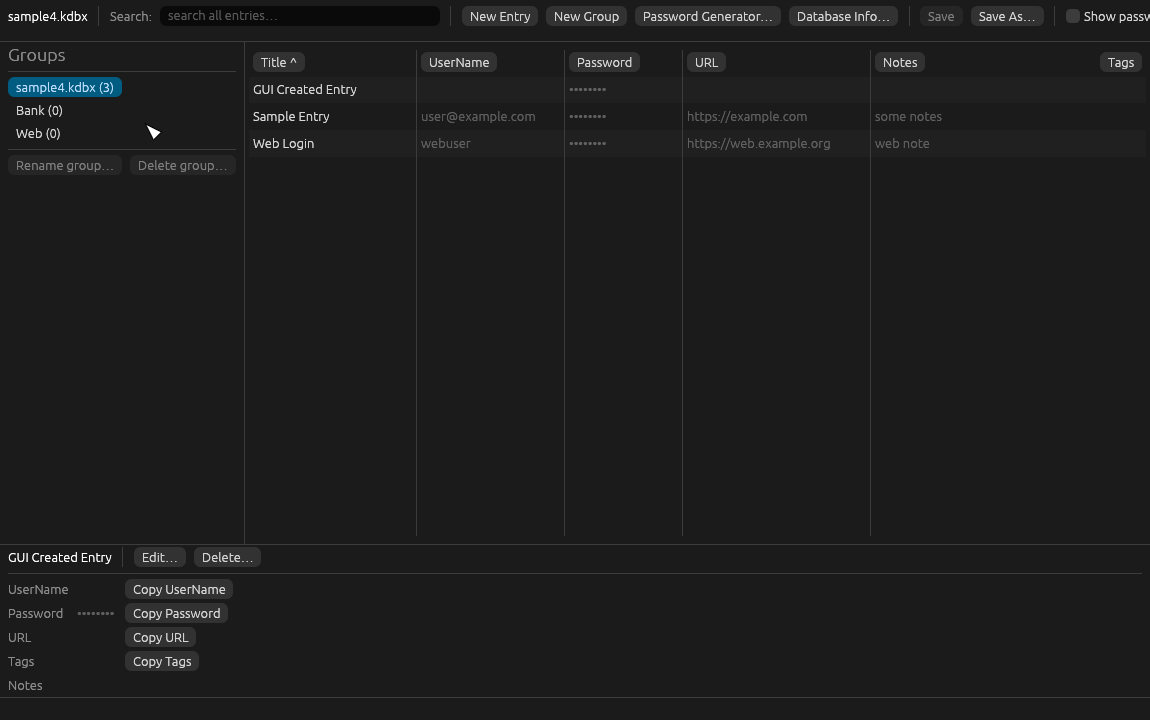 sample4.kdbx Search: search all entries... New Entry New Group Password Generator... Database Info... Save Save As... Show passw
Groups
sample4.kdbx (3)
Bank (0)
Web (0)
Rename group... Delete group...
Title ^ UserName Password URL Notes Tags
GUI Created Entry ••••••••
Sample Entry user@example.com •••••••• https://example.com some notes
Web Login webuser •••••••• https://web.example.org web note
GUI Created Entry Edit... Delete...
UserName Copy UserName
Password •••••••• Copy Password
URL Copy URL
Tags Copy Tags
Notes